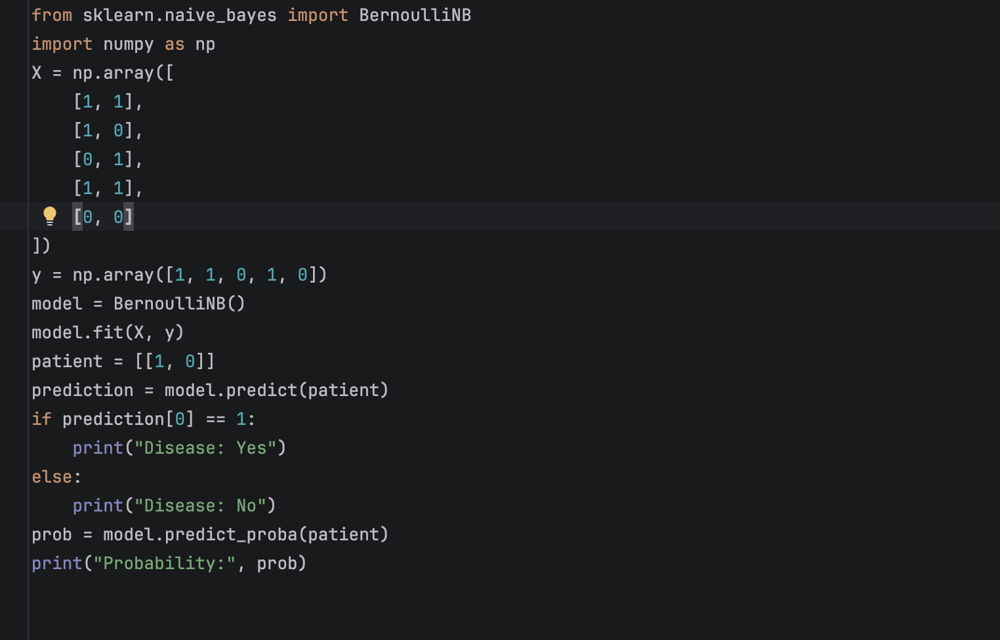 from sklearn.naive_bayes import BernoulliNB
import numpy as np
X = np.array([
    [1, 1],
    [1, 0],
    [0, 1],
    [1, 1],
    [0, 0]
])
y = np.array([1, 1, 0, 1, 0])
model = BernoulliNB()
model.fit(X, y)
patient = [[1, 0]]
prediction = model.predict(patient)
if prediction[0] == 1:
    print("Disease: Yes")
else:
    print("Disease: No")
prob = model.predict_proba(patient)
print("Probability:", prob)